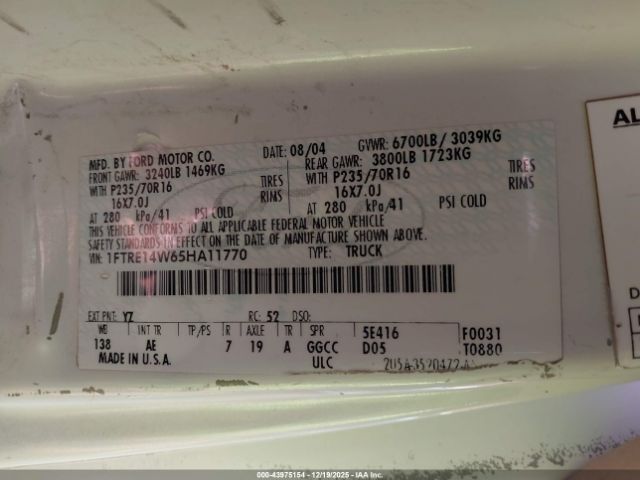 MFD. BY FORD MOTOR CO. DATE: 08/04 GVWR: 6700LB/ 3039KG
FRONT GAWR: 3240LB 1469KG REAR GAWR: 3800LB 1723KG
WITH P235/70R16 TIRES WITH P235/70R16 TIRES
16X7.0J RIMS 16X7.0J RIMS
AT 280 kPa/41 PSI COLD AT 280 kPa/41 PSI COLD
THIS VEHICLE CONFORMS TO ALL APPLICABLE FEDERAL MOTOR VEHICLE
SAFETY STANDARDS IN EFFECT ON THE DATE OF MANUFACTURE SHOWN ABOVE.
VIN: 1FTRE14W65HA11770 TYPE: TRUCK
EXT PNT: YZ RC: 52 DSO:
WB INT TR TP/PS R AXLE TR SPR 5E416 F0031
138 AE 7 19 A GGCC D05 T0880
MADE IN U.S.A. ULC
AL
D
000-43975154 - 12/19/2025 - IAAI.COM